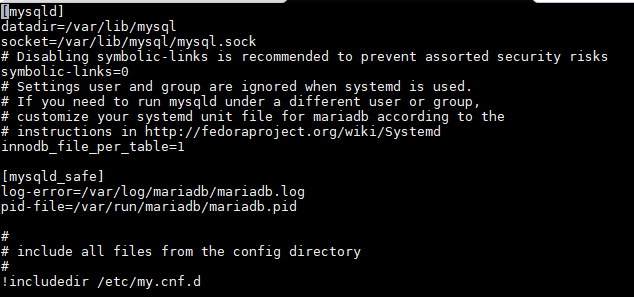 [mysqld]
datadir=/var/lib/mysql
socket=/var/lib/mysql/mysql.sock
# Disabling symbolic-links is recommended to prevent assorted security risks
symbolic-links=0
# Settings user and group are ignored when systemd is used.
# If you need to run mysqld under a different user or group,
# customize your systemd unit file for mariadb according to the
# instructions in http://fedoraproject.org/wiki/Systemd
innodb_file_per_table=1
[mysqld_safe]
log-error=/var/log/mariadb/mariadb.log
pid-file=/var/run/mariadb/mariadb.pid
#
# include all files from the config directory
#
!includedir /etc/my.cnf.d